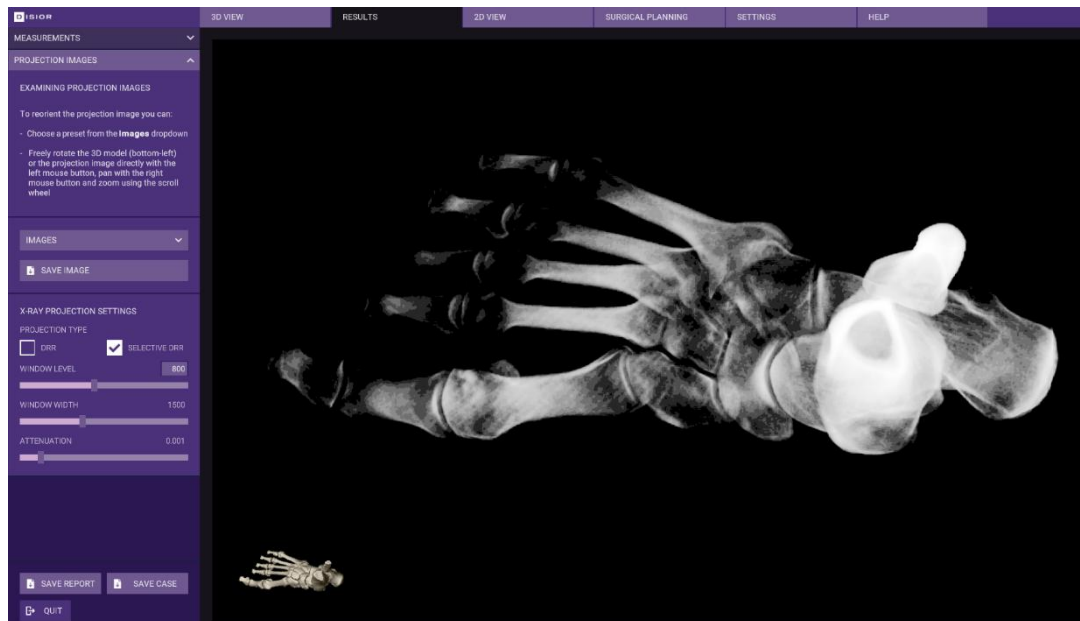 DISIOR
3D VIEW
RESULTS
2D VIEW
SURGICAL PLANNING
SETTINGS
HELP
MEASUREMENTS
PROJECTION IMAGES
EXAMINING PROJECTION IMAGES
To reorient the projection image you can:
- Choose a preset from the Images dropdown
- Freely rotate the 3D model (bottom-left)
or the projection image directly with the
left mouse button, pan with the right
mouse button and zoom using the scroll
wheel
IMAGES
SAVE IMAGE
X-RAY PROJECTION SETTINGS
PROJECTION TYPE
DRR
SELECTIVE DRR
WINDOW LEVEL 800
WINDOW WIDTH 1500
ATTENUATION 0.001
SAVE REPORT
SAVE CASE
QUIT